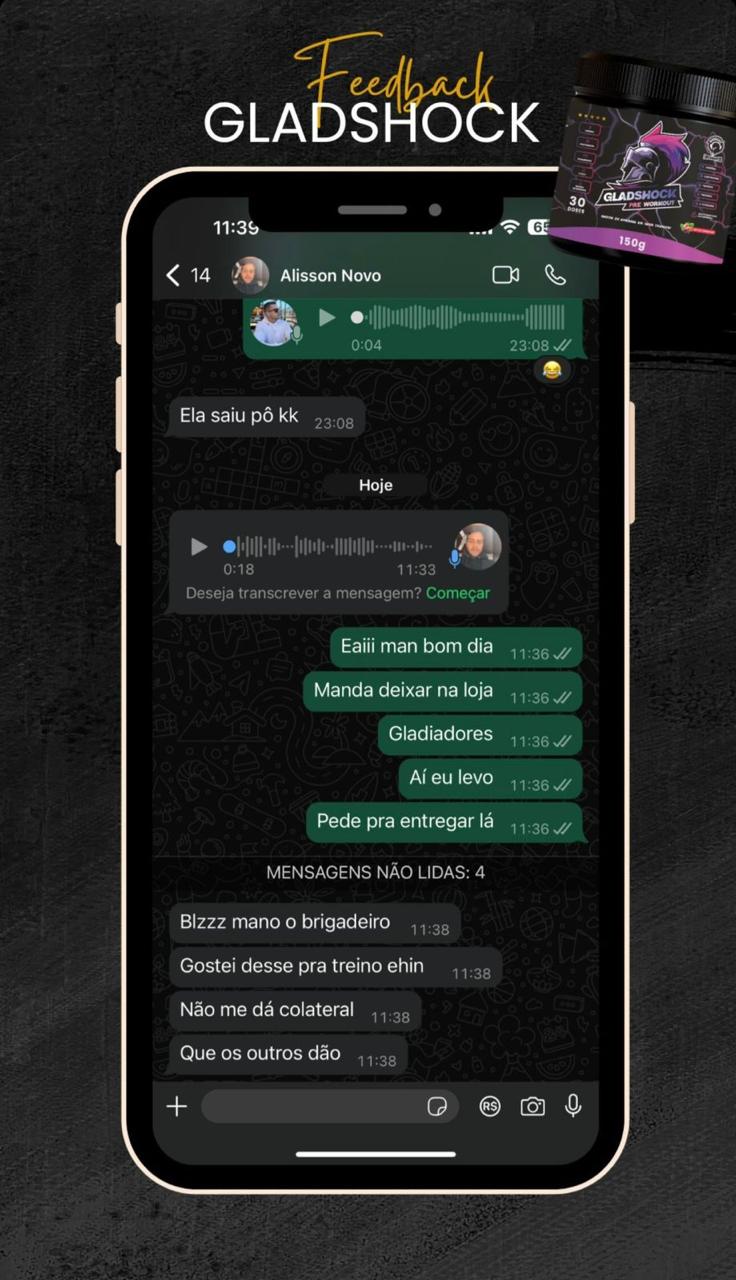 Feedback
GLADSHOCK
GLADSHOCK
PRE WORKOUT
30
DOSES
150g
11:39
14
Alisson Novo
0:04
23:08
😂
Ela saiu pô kk
23:08
Hoje
0:18
11:33
Deseja transcrever a mensagem? Começar
Eaiii man bom dia
11:36
Manda deixar na loja
11:36
Gladiadores
11:36
Aí eu levo
11:36
Pede pra entregar lá
11:36
MENSAGENS NÃO LIDAS: 4
Blzzz mano o brigadeiro
11:38
Gostei desse pra treino ehin
11:38
Não me dá colateral
11:38
Que os outros dão
11:38
R$